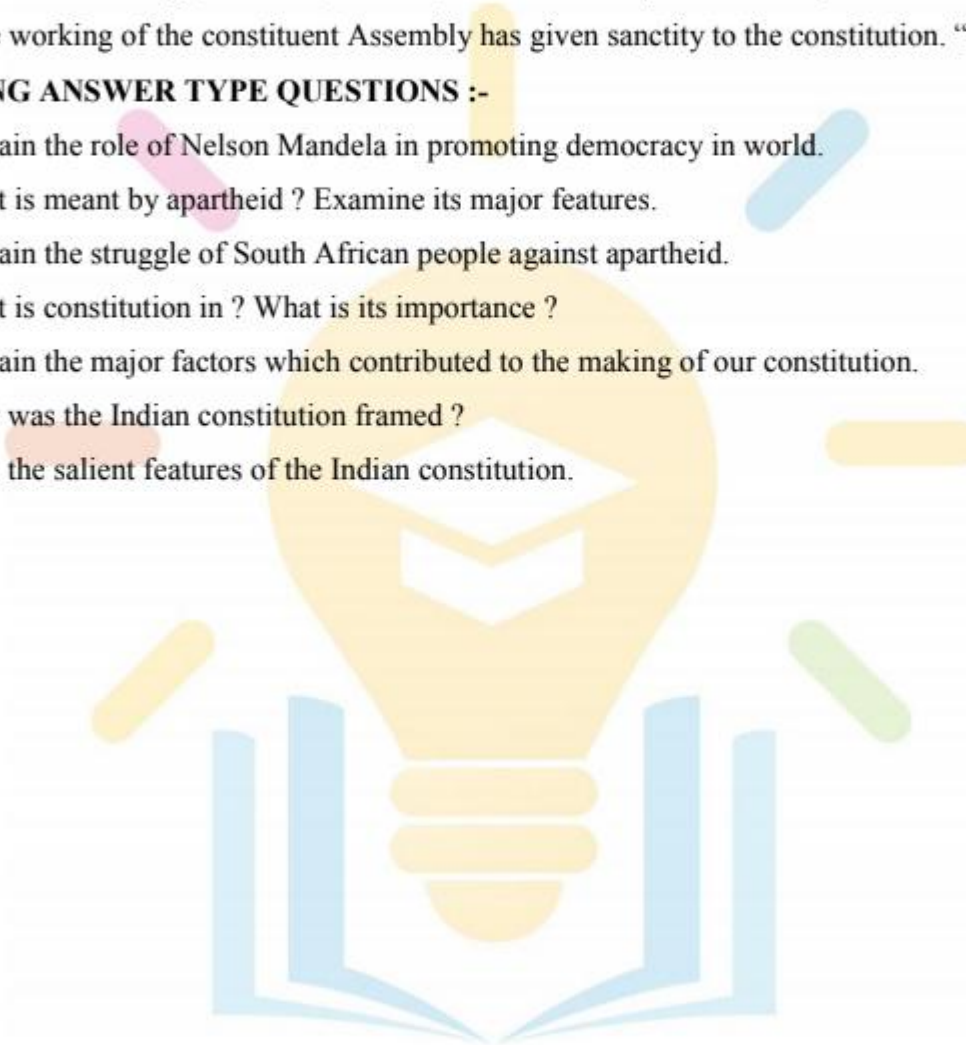 working of the constituent Assembly has given sanctity to the constitution. “
NG ANSWER TYPE QUESTIONS :-
ain the role of Nelson Mandela in promoting democracy in world.
t is meant by apartheid ? Examine its major features.
ain the struggle of South African people against apartheid.
t is constitution in ? What is its importance ?
ain the major factors which contributed to the making of our constitution.
was the Indian constitution framed ?
the salient features of the Indian constitution.